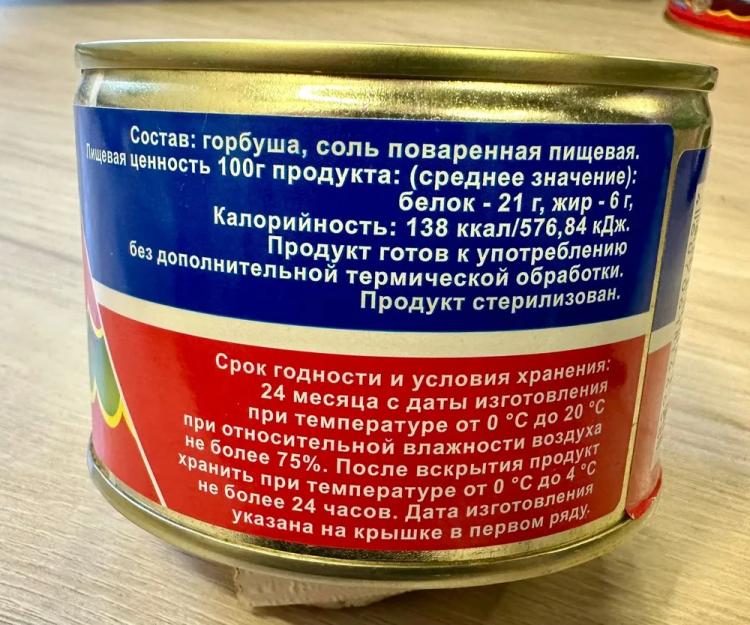 Состав: горбуша, соль поваренная пищевая.
Пищевая ценность 100г продукта: (среднее значение):
белок - 21 г, жир - 6 г,
Калорийность: 138 ккал/576,84 кДж.
Продукт готов к употреблению
без дополнительной термической обработки.
Продукт стерилизован.
Срок годности и условия хранения:
24 месяца с даты изготовления
при температуре от 0 °С до 20 °С
при относительной влажности воздуха
не более 75%. После вскрытия продукт
хранить при температуре от 0 °С до 4 °С
не более 24 часов. Дата изготовления
указана на крышке в первом ряду.